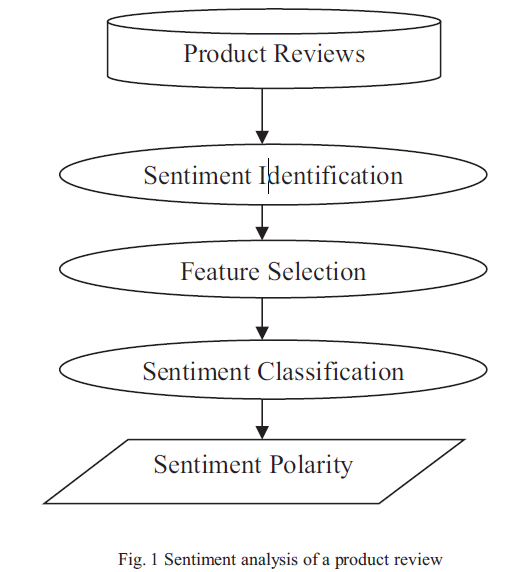 Product Reviews
Sentiment Identification
Feature Selection
Sentiment Classification
Sentiment Polarity
Fig. 1 Sentiment analysis of a product review